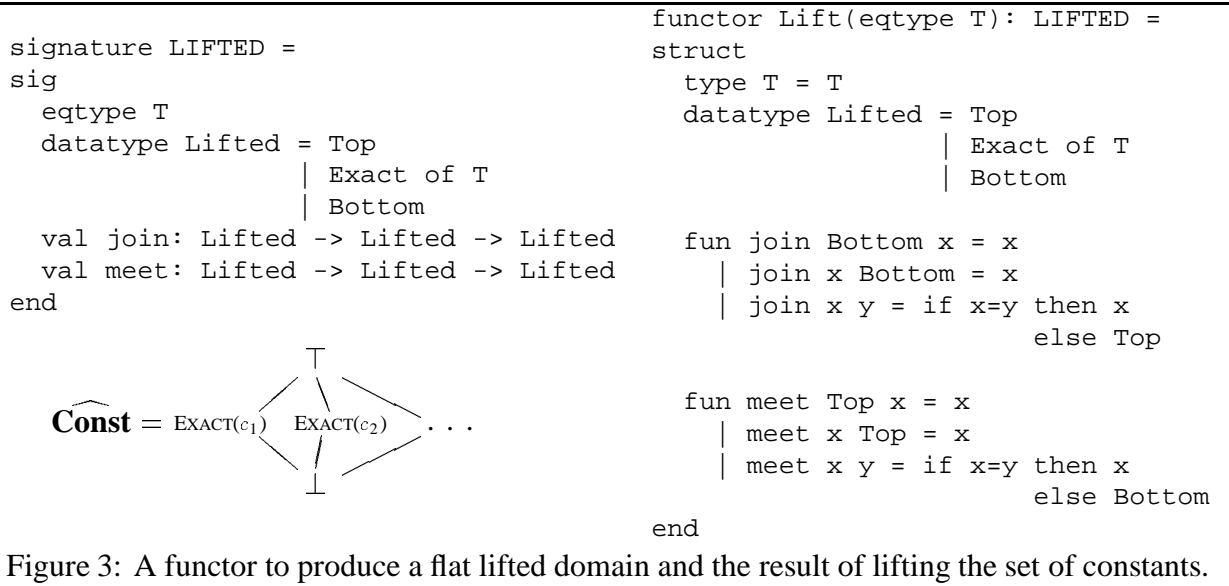 signature LIFTED =
sig
  eqtype T
  datatype Lifted = Top
                  | Exact of T
                  | Bottom
  val join: Lifted -> Lifted -> Lifted
  val meet: Lifted -> Lifted -> Lifted
end
⊤
Const = EXACT(c₁) EXACT(c₂) . . .
⊥
functor Lift(eqtype T): LIFTED =
struct
  type T = T
  datatype Lifted = Top
                  | Exact of T
                  | Bottom
  fun join Bottom x = x
    | join x Bottom = x
    | join x y = if x=y then x
                        else Top
  fun meet Top x = x
    | meet x Top = x
    | meet x y = if x=y then x
                        else Bottom
end
Figure 3: A functor to produce a flat lifted domain and the result of lifting the set of constants.